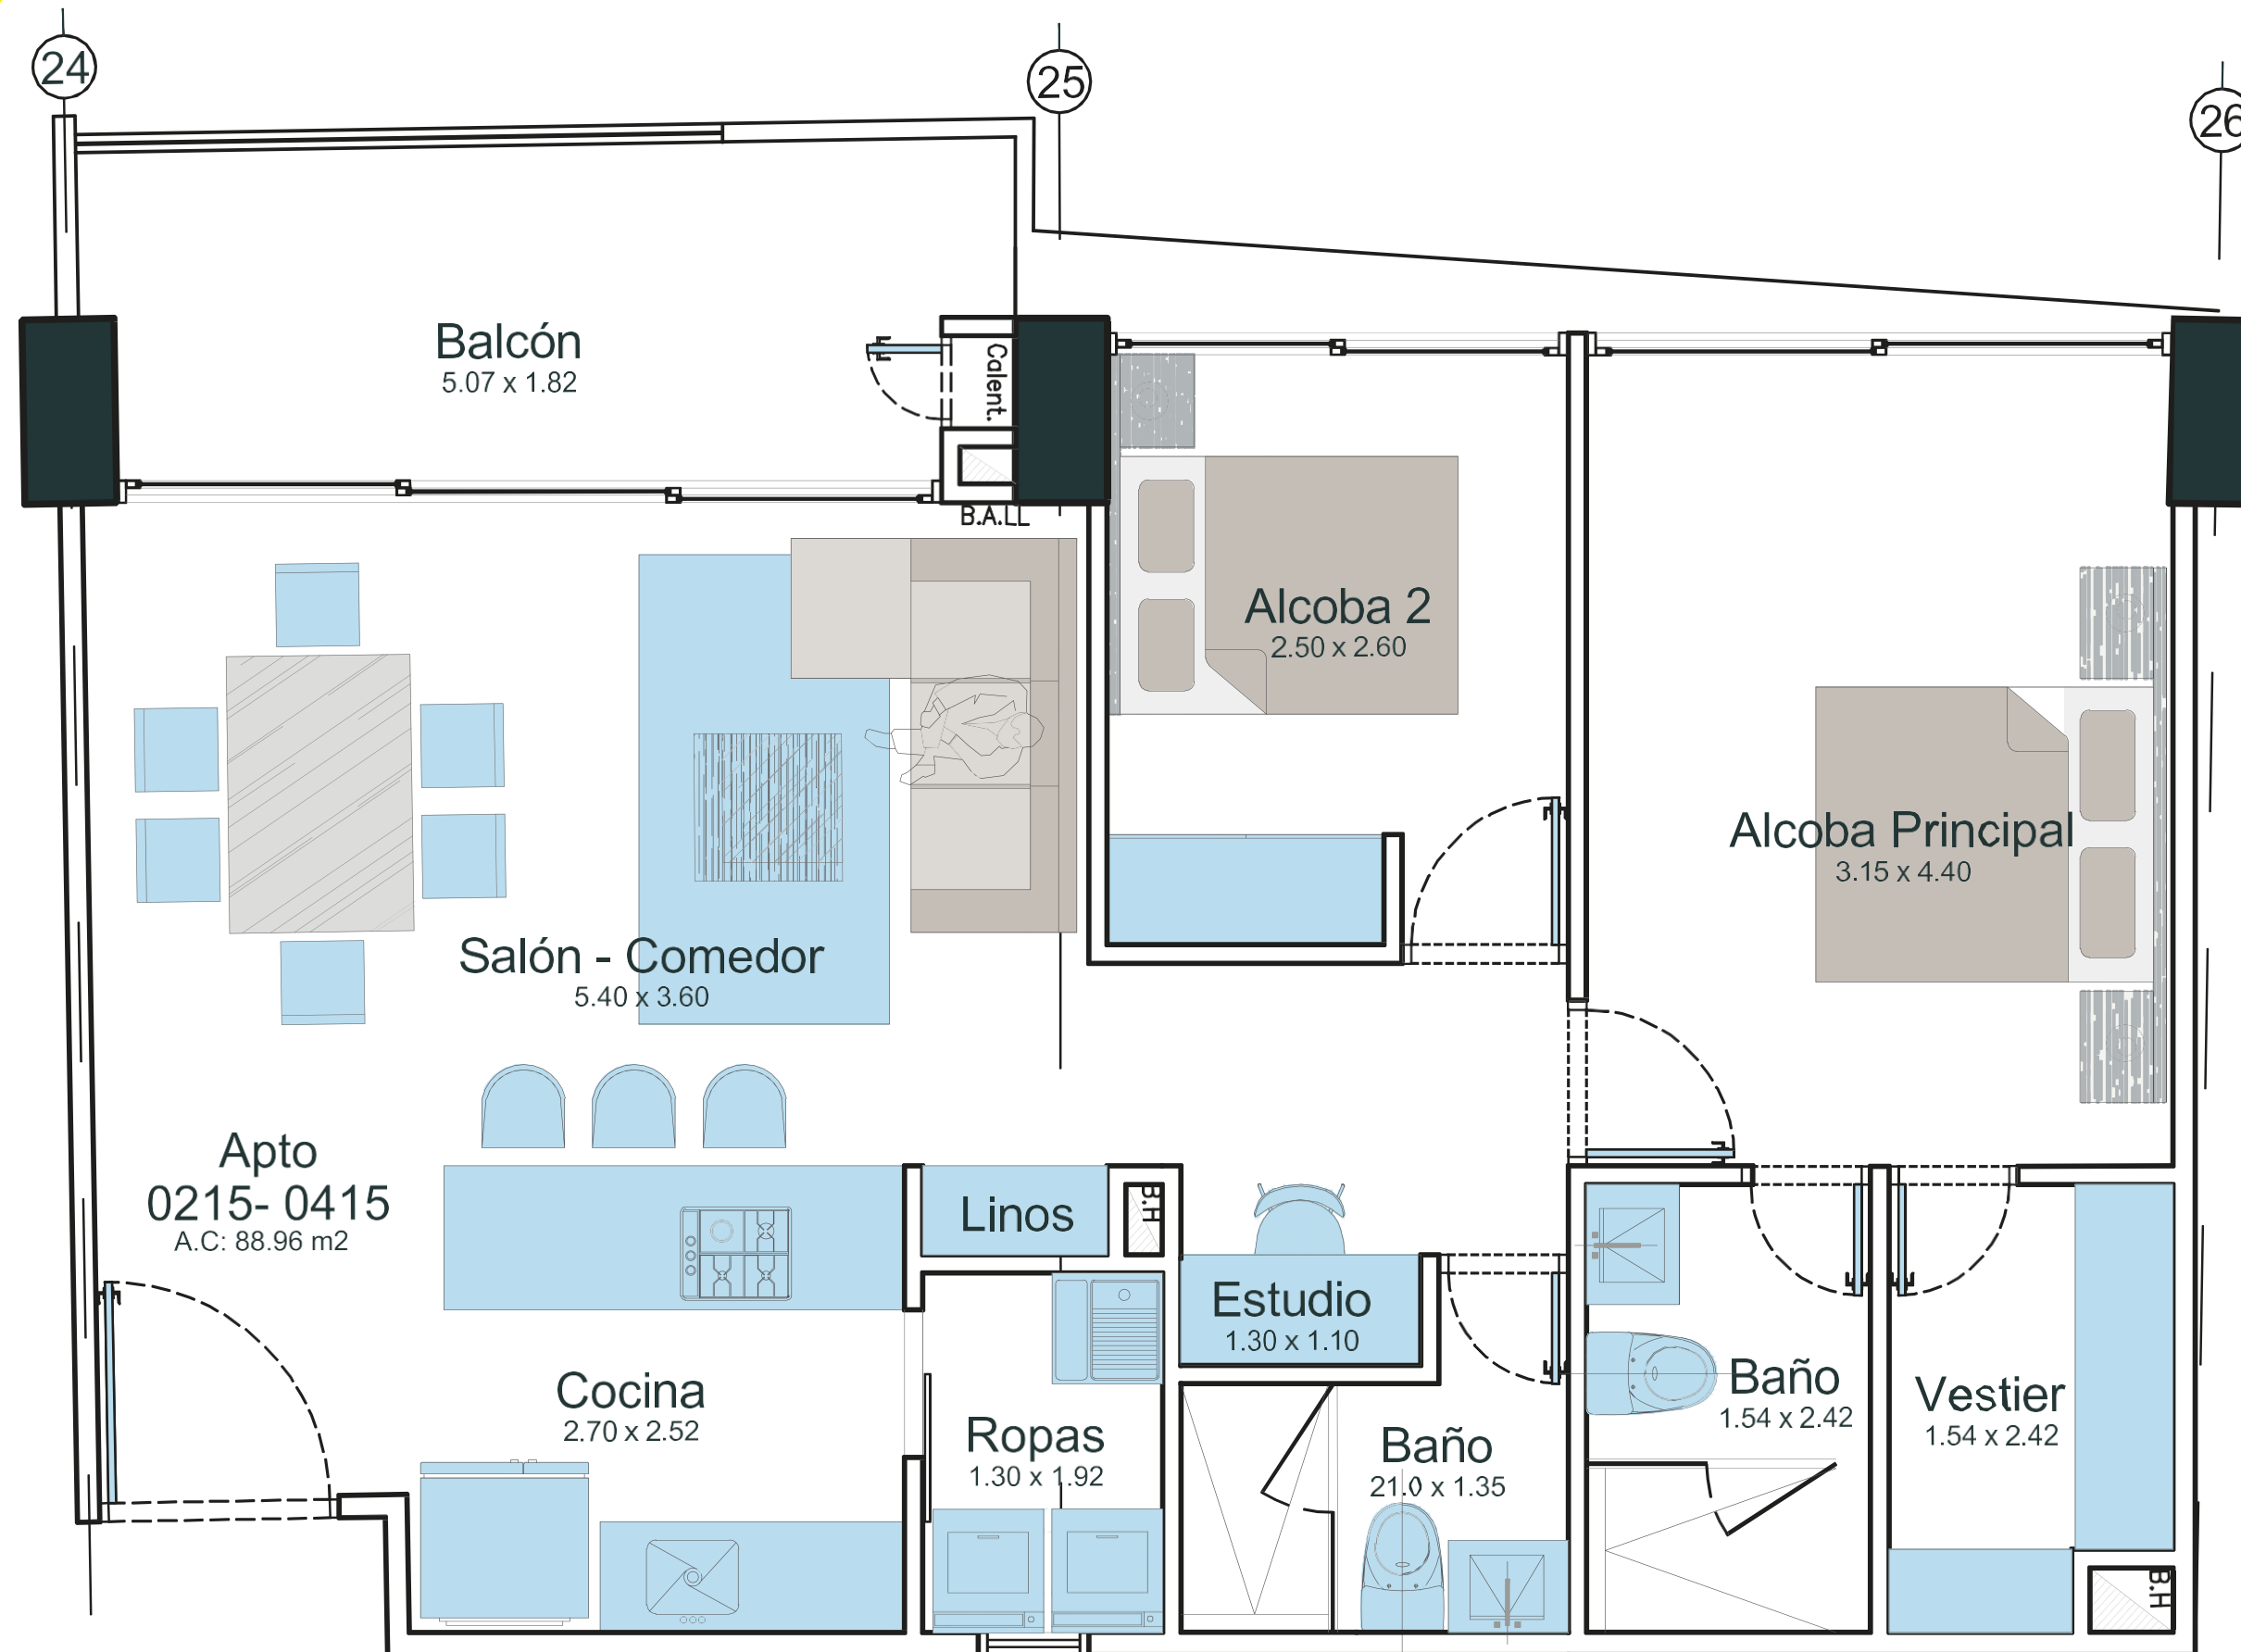 24
25
26
Balcón
5.07 x 1.82
Calent.
B.A.LL
Alcoba 2
2.50 x 2.60
Alcoba Principal
3.15 x 4.40
Salón - Comedor
5.40 x 3.60
Apto
0215- 0415
A.C: 88.96 m2
Linos
B.H
Estudio
1.30 x 1.10
Cocina
2.70 x 2.52
Ropas
1.30 x 1.92
Baño
21.0 x 1.35
Baño
1.54 x 2.42
Vestier
1.54 x 2.42
B.H